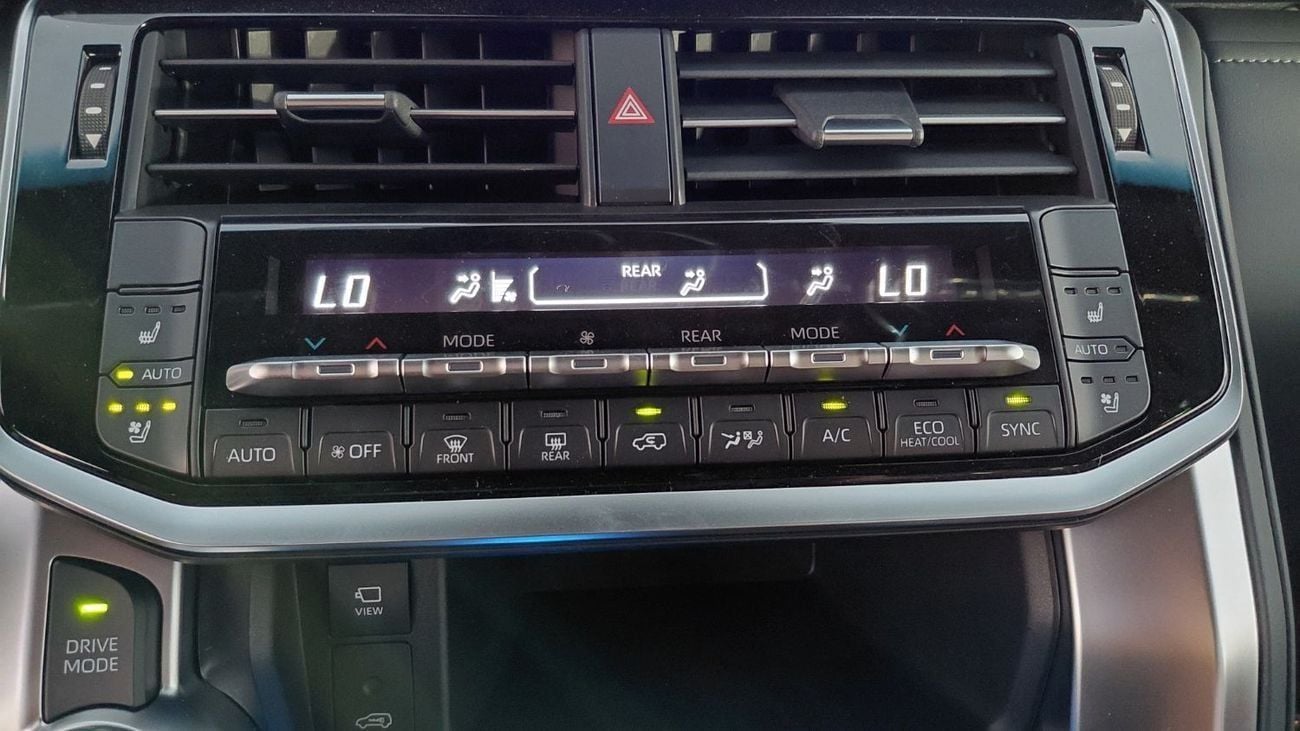 REAR
LO
LO
MODE
REAR
MODE
AUTO
AUTO
AUTO
OFF
FRONT
REAR
A/C
ECO
HEAT/COOL
SYNC
VIEW
DRIVE
MODE